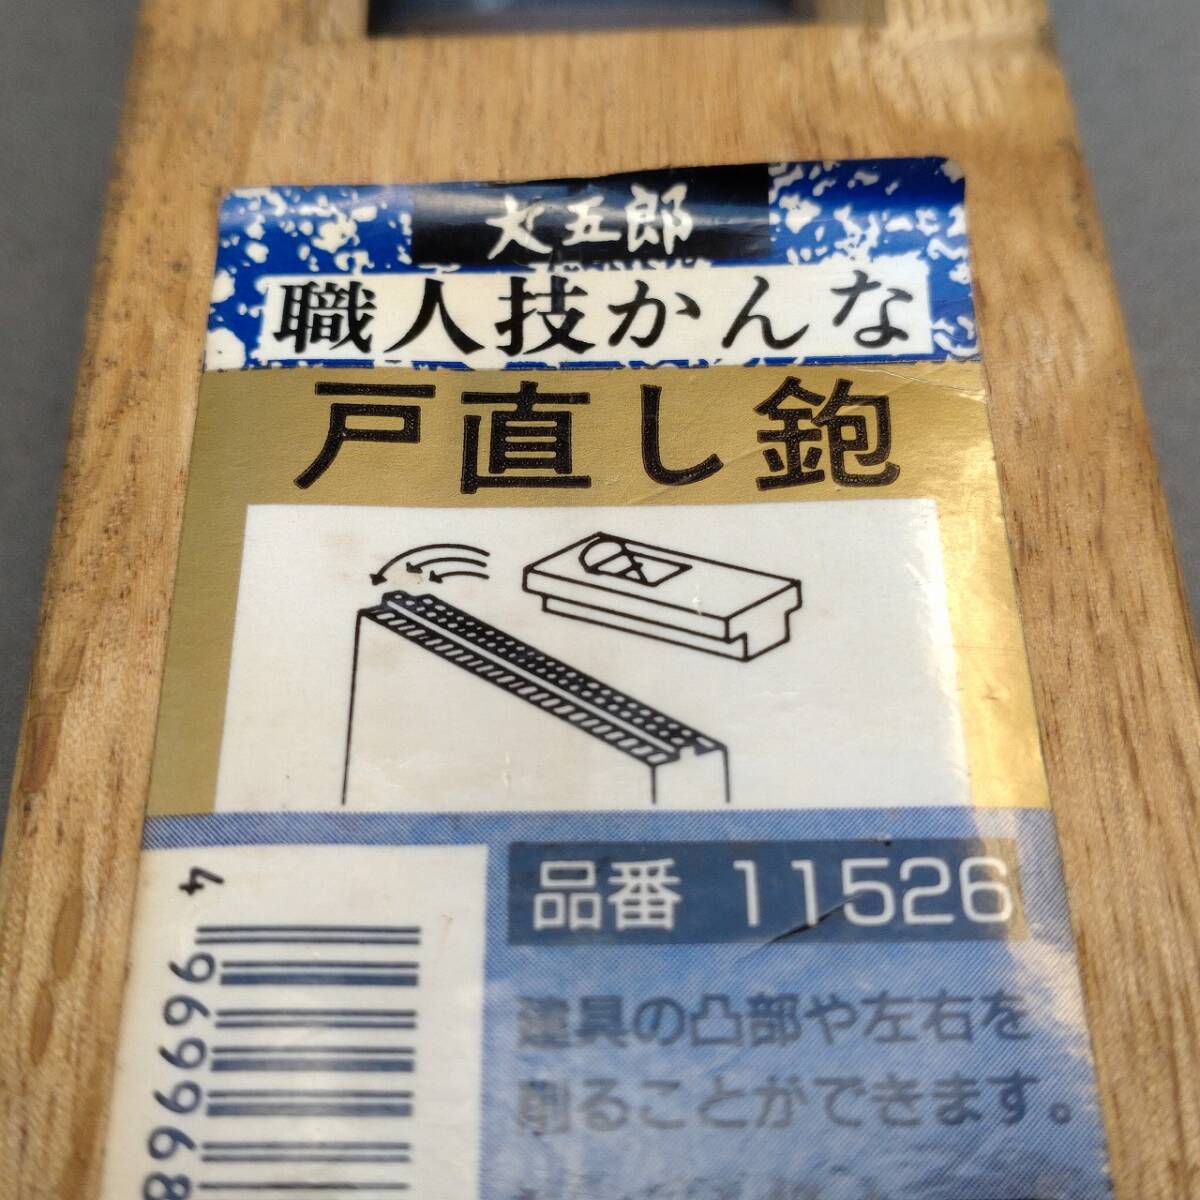 大五郎
職人技かんな
戸直し鉋
品番 11526
建具の凸部や左右を
削ることができます。
4 969968